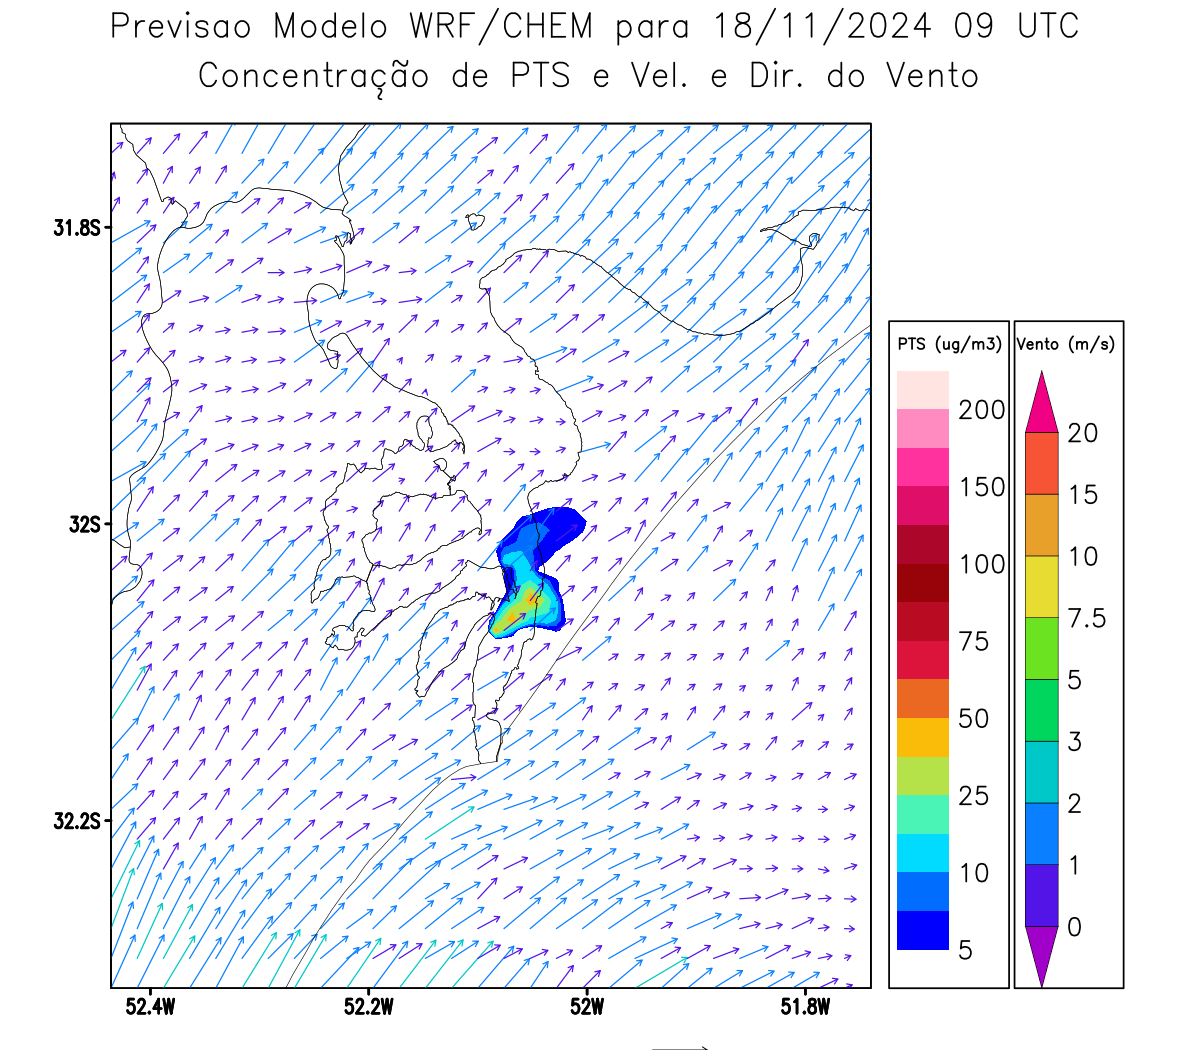 Previsao Modelo WRF/CHEM para 18/11/2024 09 UTC
Concentração de PTS e Vel. e Dir. do Vento
31.8S
32S
32.2S
52.4W
52.2W
52W
51.8W
PTS (ug/m3)
200
150
100
75
50
25
10
5
Vento (m/s)
20
15
10
7.5
5
3
2
1
0